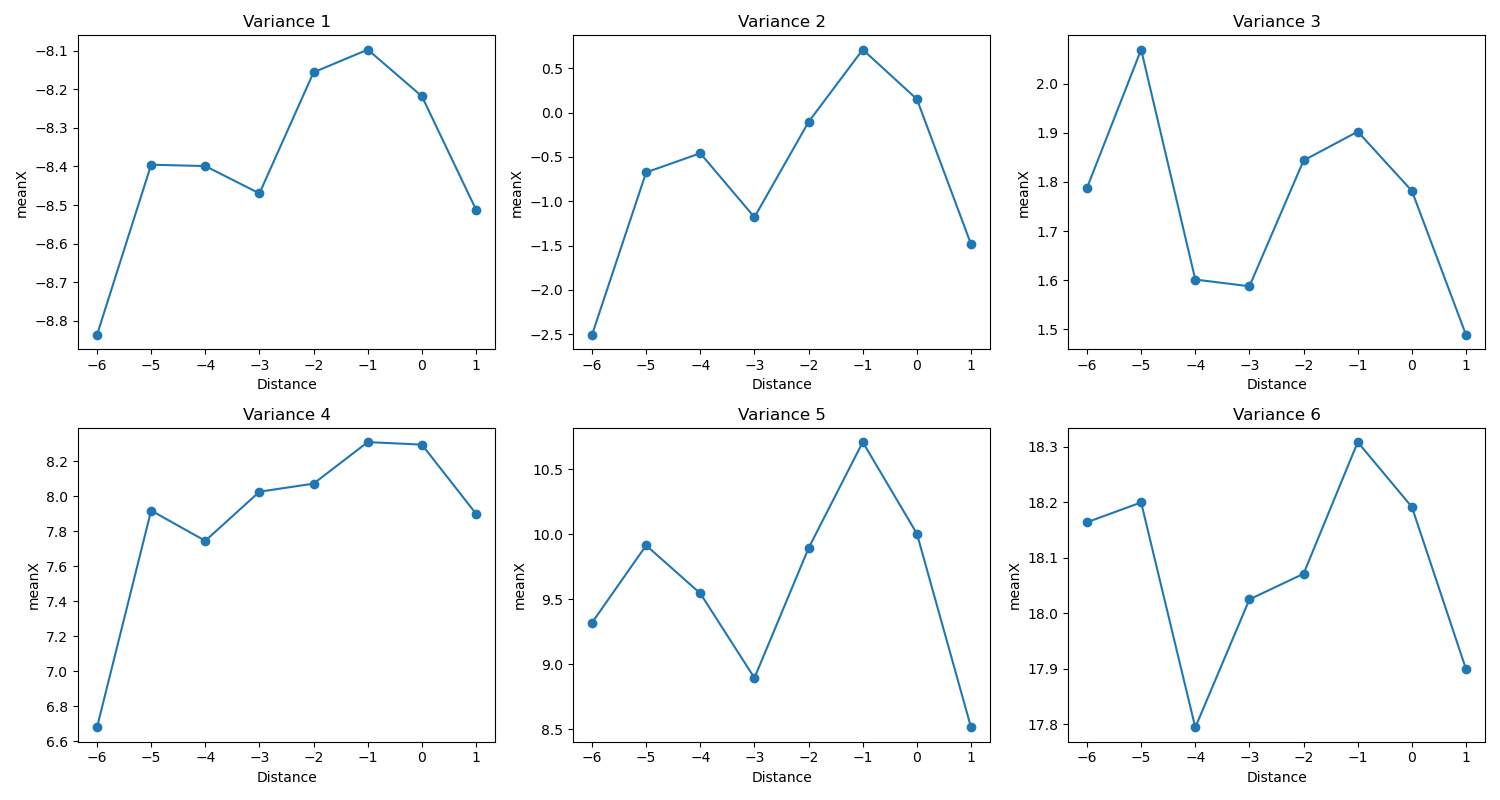 Variance 1
Variance 2
Variance 3
meanX
−8.1
−8.2
−8.3
−8.4
−8.5
−8.6
−8.7
−8.8
−6 −5 −4 −3 −2 −1 0 1
Distance
meanX
0.5
0.0
−0.5
−1.0
−1.5
−2.0
−2.5
−6 −5 −4 −3 −2 −1 0 1
Distance
meanX
2.0
1.9
1.8
1.7
1.6
1.5
−6 −5 −4 −3 −2 −1 0 1
Distance
Variance 4
Variance 5
Variance 6
meanX
8.2
8.0
7.8
7.6
7.4
7.2
7.0
6.8
6.6
−6 −5 −4 −3 −2 −1 0 1
Distance
meanX
10.5
10.0
9.5
9.0
8.5
−6 −5 −4 −3 −2 −1 0 1
Distance
meanX
18.3
18.2
18.1
18.0
17.9
17.8
−6 −5 −4 −3 −2 −1 0 1
Distance